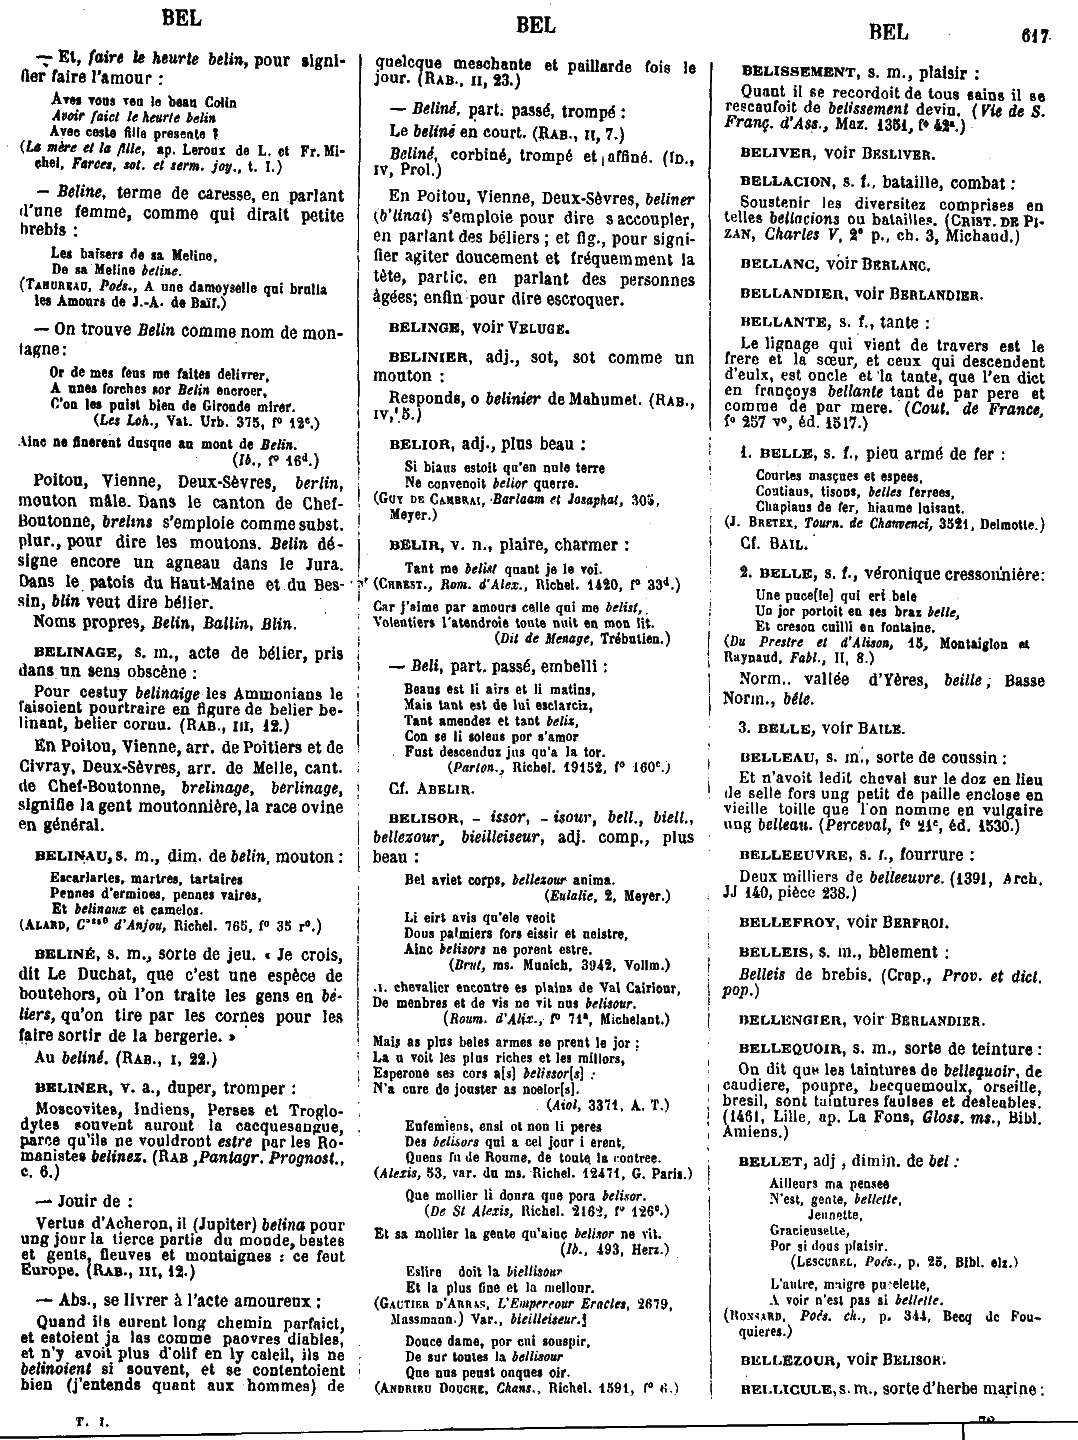 BEL
BEL
BEL
617
— Et, faire le heurte belin, pour signi-
fier faire l'amour :
Aves vous veu le beau Colin
Avoir faict le heurte belin
Avec ceste fille presente ?
(La mère et la fille, ap. Leroux de L. et Fr. Mi-
chel, Farces, sot. et serm. joy., t. I.)
— Beline, terme de caresse, en parlant
d'une femme, comme qui dirait petite
brebis :
Les baisers de sa Meline,
De sa Meline beline.
(TAHUREAU, Poés., A une damoyselle qui brulla
les Amours de J.-A. de Baïf.)
— On trouve Belin comme nom de mon-
tagne :
Or de mes feus me faites delivrer,
A unes forches sor Belin encroer,
C'on les puist bien de Gironde mirer.
(Les Loh., Vat. Urb. 375, f° 12c.)
Ainc ne finerent dusque au mont de Belin.
(Ib., f° 16d.)
Poitou, Vienne, Deux-Sèvres, berlin,
mouton mâle. Dans le canton de Chef-
Boutonne, brelins s'emploie comme subst.
plur., pour dire les moutons. Belin dé-
signe encore un agneau dans le Jura.
Dans le patois du Haut-Maine et du Bes-
sin, blin veut dire bélier.
Noms propres, Belin, Ballin, Blin.
BELINAGE, s. m., acte de bélier, pris
dans un sens obscène :
Pour cestuy belinaige les Ammonians le
faisoient pourtraire en figure de belier be-
linant, belier cornu. (RAB., III, 12.)
En Poitou, Vienne, arr. de Poitiers et de
Civray, Deux-Sèvres, arr. de Melle, cant.
de Chef-Boutonne, brelinage, berlinage,
signifie la gent moutonnière, la race ovine
en général.
BELINAU, s. m., dim. de belin, mouton :
Escarlaries, martres, tartaires
Pennes d'ermines, pennes vaires,
Et belinaux et camelos.
(ALARD, Ctesse d'Anjou, Richel. 765, f° 35 r°.)
BELINÉ, s. m., sorte de jeu. « Je crois,
dit Le Duchat, que c'est une espèce de
boutehors, où l'on traite les gens en bé-
liers, qu'on tire par les cornes pour les
faire sortir de la bergerie. »
Au beliné. (RAB., I, 22.)
BELINER, v. a., duper, tromper :
Moscovites, Indiens, Perses et Troglo-
dytes souvent auront la cacquesangue,
parce qu'ils ne vouldront estre par les Ro-
manistes belinez. (RAB., Pantagr. Prognost.,
c. 6.)
— Jouir de :
Vertus d'Acheron, il (Jupiter) belina pour
ung jour la tierce partie du monde, bestes
et gents, fleuves et montaignes : ce feut
Europe. (RAB., III, 12.)
— Abs., se livrer à l'acte amoureux :
Quand ils eurent long chemin parfaict,
et estoient ja las comme paovres diables,
et n'y avoit plus d'olif en ly caleil, ils ne
belinoient si souvent, et se contentoient
bien (j'entends quant aux hommes) de
quelcque meschante et paillarde fois le
jour. (RAB., II, 23.)
— Beliné, part. passé, trompé :
Le beliné en court. (RAB., II, 7.)
Beliné, corbiné, trompé et affiné. (ID.,
IV, Prol.)
En Poitou, Vienne, Deux-Sèvres, beliner
(b'linai) s'emploie pour dire s'accoupler,
en parlant des béliers ; et fig., pour signi-
fier agiter doucement et fréquemment la
tête, partic. en parlant des personnes
âgées; enfin pour dire escroquer.
BELINGE, voir VELUGE.
BELINIER, adj., sot, sot comme un
mouton :
Responds, o belinier de Mahumet. (RAB.,
IV, 5.)
BELIOR, adj., plus beau :
Si biaus estoit qu'en nule terre
Ne convenoit belior querre.
(GUY DE CAMBRAI, Barlaam et Josaphat, 305,
Meyer.)
BELIR, v. n., plaire, charmer :
Tant me belist quant je le voi.
(CHREST., Rom. d'Alex., Richel. 1420, f° 33d.)
Car j'aime par amours celle qui me belist,
Volentiers l'atendroie toute nuit en mon lit.
(Dit de Menage, Trébutien.)
— Beli, part. passé, embelli :
Beaus est li airs et li matins,
Mais tant est de lui esclarciz,
Tant amendez et tant beliz,
Con se li soleus por s'amor
Fust descenduz jus qu'a la tor.
(Parton., Richel. 19152, f° 160c.)
Cf. ABELIR.
BELISOR, - issor, - isour, bell., biell.,
bellezour, bieilleiseur, adj. comp., plus
beau :
Bel aviet corps, bellezour anima.
(Eulalie, 2, Meyer.)
Li eirt avis qu'ele veoit
Dous palmiers fors eissir et neistre,
Ainc belisors ne porent estre.
(Brut, ms. Munich, 3942, Vollm.)
.I. chevalier encontre es plains de Val Cairiour,
De menbres et de vis ne vit nus belisour.
(Roum. d'Alix., f° 71a, Michelant.)
Mais as plus beles armes se prent le jor :
La u voit les plus riches et les millors,
Esperone ses cors a[s] belissor[s] :
N'a cure de jouster as noelor[s].
(Aiol, 3371, A. T.)
Eufemiens, ensi ot non li peres
Des belisors qui a cel jour i erent,
Quens fu de Roume, de toute la contree.
(Alexis, 53, var. du ms. Richel. 12471, G. Paris.)
Que mollier li donra que pora belisor.
(De St Alexis, Richel. 2162, f° 126c.)
Et sa mollier la gente qu'ainc belisor ne vit.
(Ib., 493, Herz.)
Eslire doit la biellisour
Et la plus fine et la mellour.
(GAUTIER D'ARRAS, L'Empereour Eracles, 2679,
Massmann.) Var., bieilleiseur.]
Douce dame, por cui souspir,
De sur toutes la bellisour
Que nus peust onques oir.
(ANDRIEU DOUCHE, Chans., Richel. 1591, f° 6.)
BELISSEMENT, s. m., plaisir :
Quant il se recordoit de tous sains il se
rescaufoit de belissement devin. (Vie de S.
Franç. d'Ass., Maz. 1351, f° 42a.)
BELIVER, voir BESLIVER.
BELLACION, s. f., bataille, combat :
Soustenir les diversitez comprises en
telles bellacions ou batailles. (CRIST. DE PI-
ZAN, Charles V, 2e p., ch. 3, Michaud.)
BELLANC, voir BERLANC.
BELLANDIER, voir BERLANDIER.
BELLANTE, s. f., tante :
Le lignage qui vient de travers est le
frere et la sœur, et ceux qui descendent
d'eulx, est oncle et la tante, que l'en dict
en françoys bellante tant de par pere et
comme de par mere. (Cout. de France,
f° 257 v°, éd. 1517.)
1. BELLE, s. f., pieu armé de fer :
Courtes masçues et espees,
Coutiaus, tisons, belles ferrees,
Chapiaus de fer, hiaume luisant.
(J. BRETEX, Tourn. de Chauvenci, 3521, Delmotte.)
Cf. BAIL.
2. BELLE, s. f., véronique cressonnière:
Une puce[le] qui eri bele
Un jor portoit en ses braz belle,
Et creson cuilli en fontaine.
(Du Prestre et d'Alison, 15, Montaiglon et
Raynaud, Fabl., II, 8.)
Norm., vallée d'Yères, beille ; Basse
Norm., bêle.
3. BELLE, voir BAILE.
BELLEAU, s. m., sorte de coussin :
Et n'avoit ledit cheval sur le doz en lieu
de selle fors ung petit de paille enclose en
vieille toille que l'on nomme en vulgaire
ung belleau. (Perceval, f° 21c, éd. 1530.)
BELLEEUVRE, s. f., fourrure :
Deux milliers de belleeuvre. (1391, Arch.
JJ 140, pièce 238.)
BELLEFROY, voir BERFROI.
BELLEIS, s. m., bêlement :
Belleis de brebis. (Crap., Prov. et dict.
pop.)
BELLENGIER, voir BERLANDIER.
BELLEQUOIR, s. m., sorte de teinture :
On dit que les taintures de bellequoir, de
caudiere, poupre, becquemoulx, orseille,
bresil, sont taintures faulses et desleables.
(1461, Lille, ap. La Fons, Gloss. ms., Bibl.
Amiens.)
BELLET, adj., dimin. de bel :
Ailleurs ma pensee
N'est, gente, bellette,
Jeunette,
Gracieusette,
Por si dous plaisir.
(LESCUREL, Poés., p. 25, Bibl. elz.)
L'autre, maigre pucelette,
A voir n'est pas si bellette.
(RONSARD, Poés. ch., p. 344, Becq de Fou-
quieres.)
BELLEZOUR, voir BELISOR.
BELLICULE, s. m., sorte d'herbe marine :
T. I.